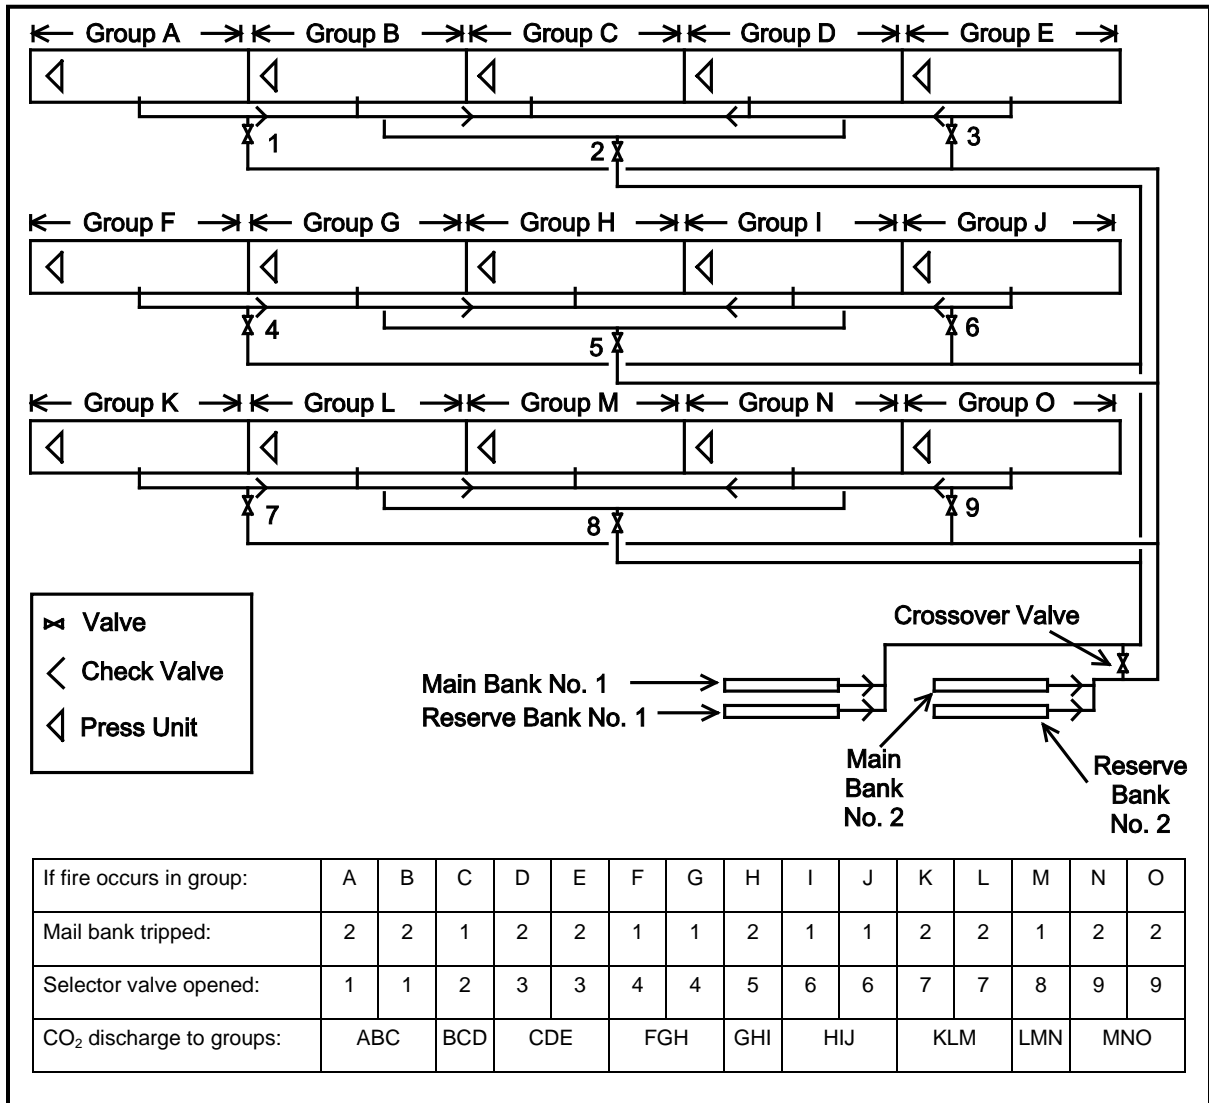 Group A Group B Group C Group D Group E
1 2 3
Group F Group G Group H Group I Group J
4 5 6
Group K Group L Group M Group N Group O
7 8 9
Valve
Check Valve
Press Unit
Crossover Valve
Main Bank No. 1
Reserve Bank No. 1
Main
Bank
No. 2
Reserve
Bank
No. 2
If fire occurs in group: A B C D E F G H I J K L M N O
Mail bank tripped: 2 2 1 2 2 1 1 2 1 1 2 2 1 2 2
Selector valve opened: 1 1 2 3 3 4 4 5 6 6 7 7 8 9 9
CO₂ discharge to groups: ABC BCD CDE FGH GHI HIJ KLM LMN MNO